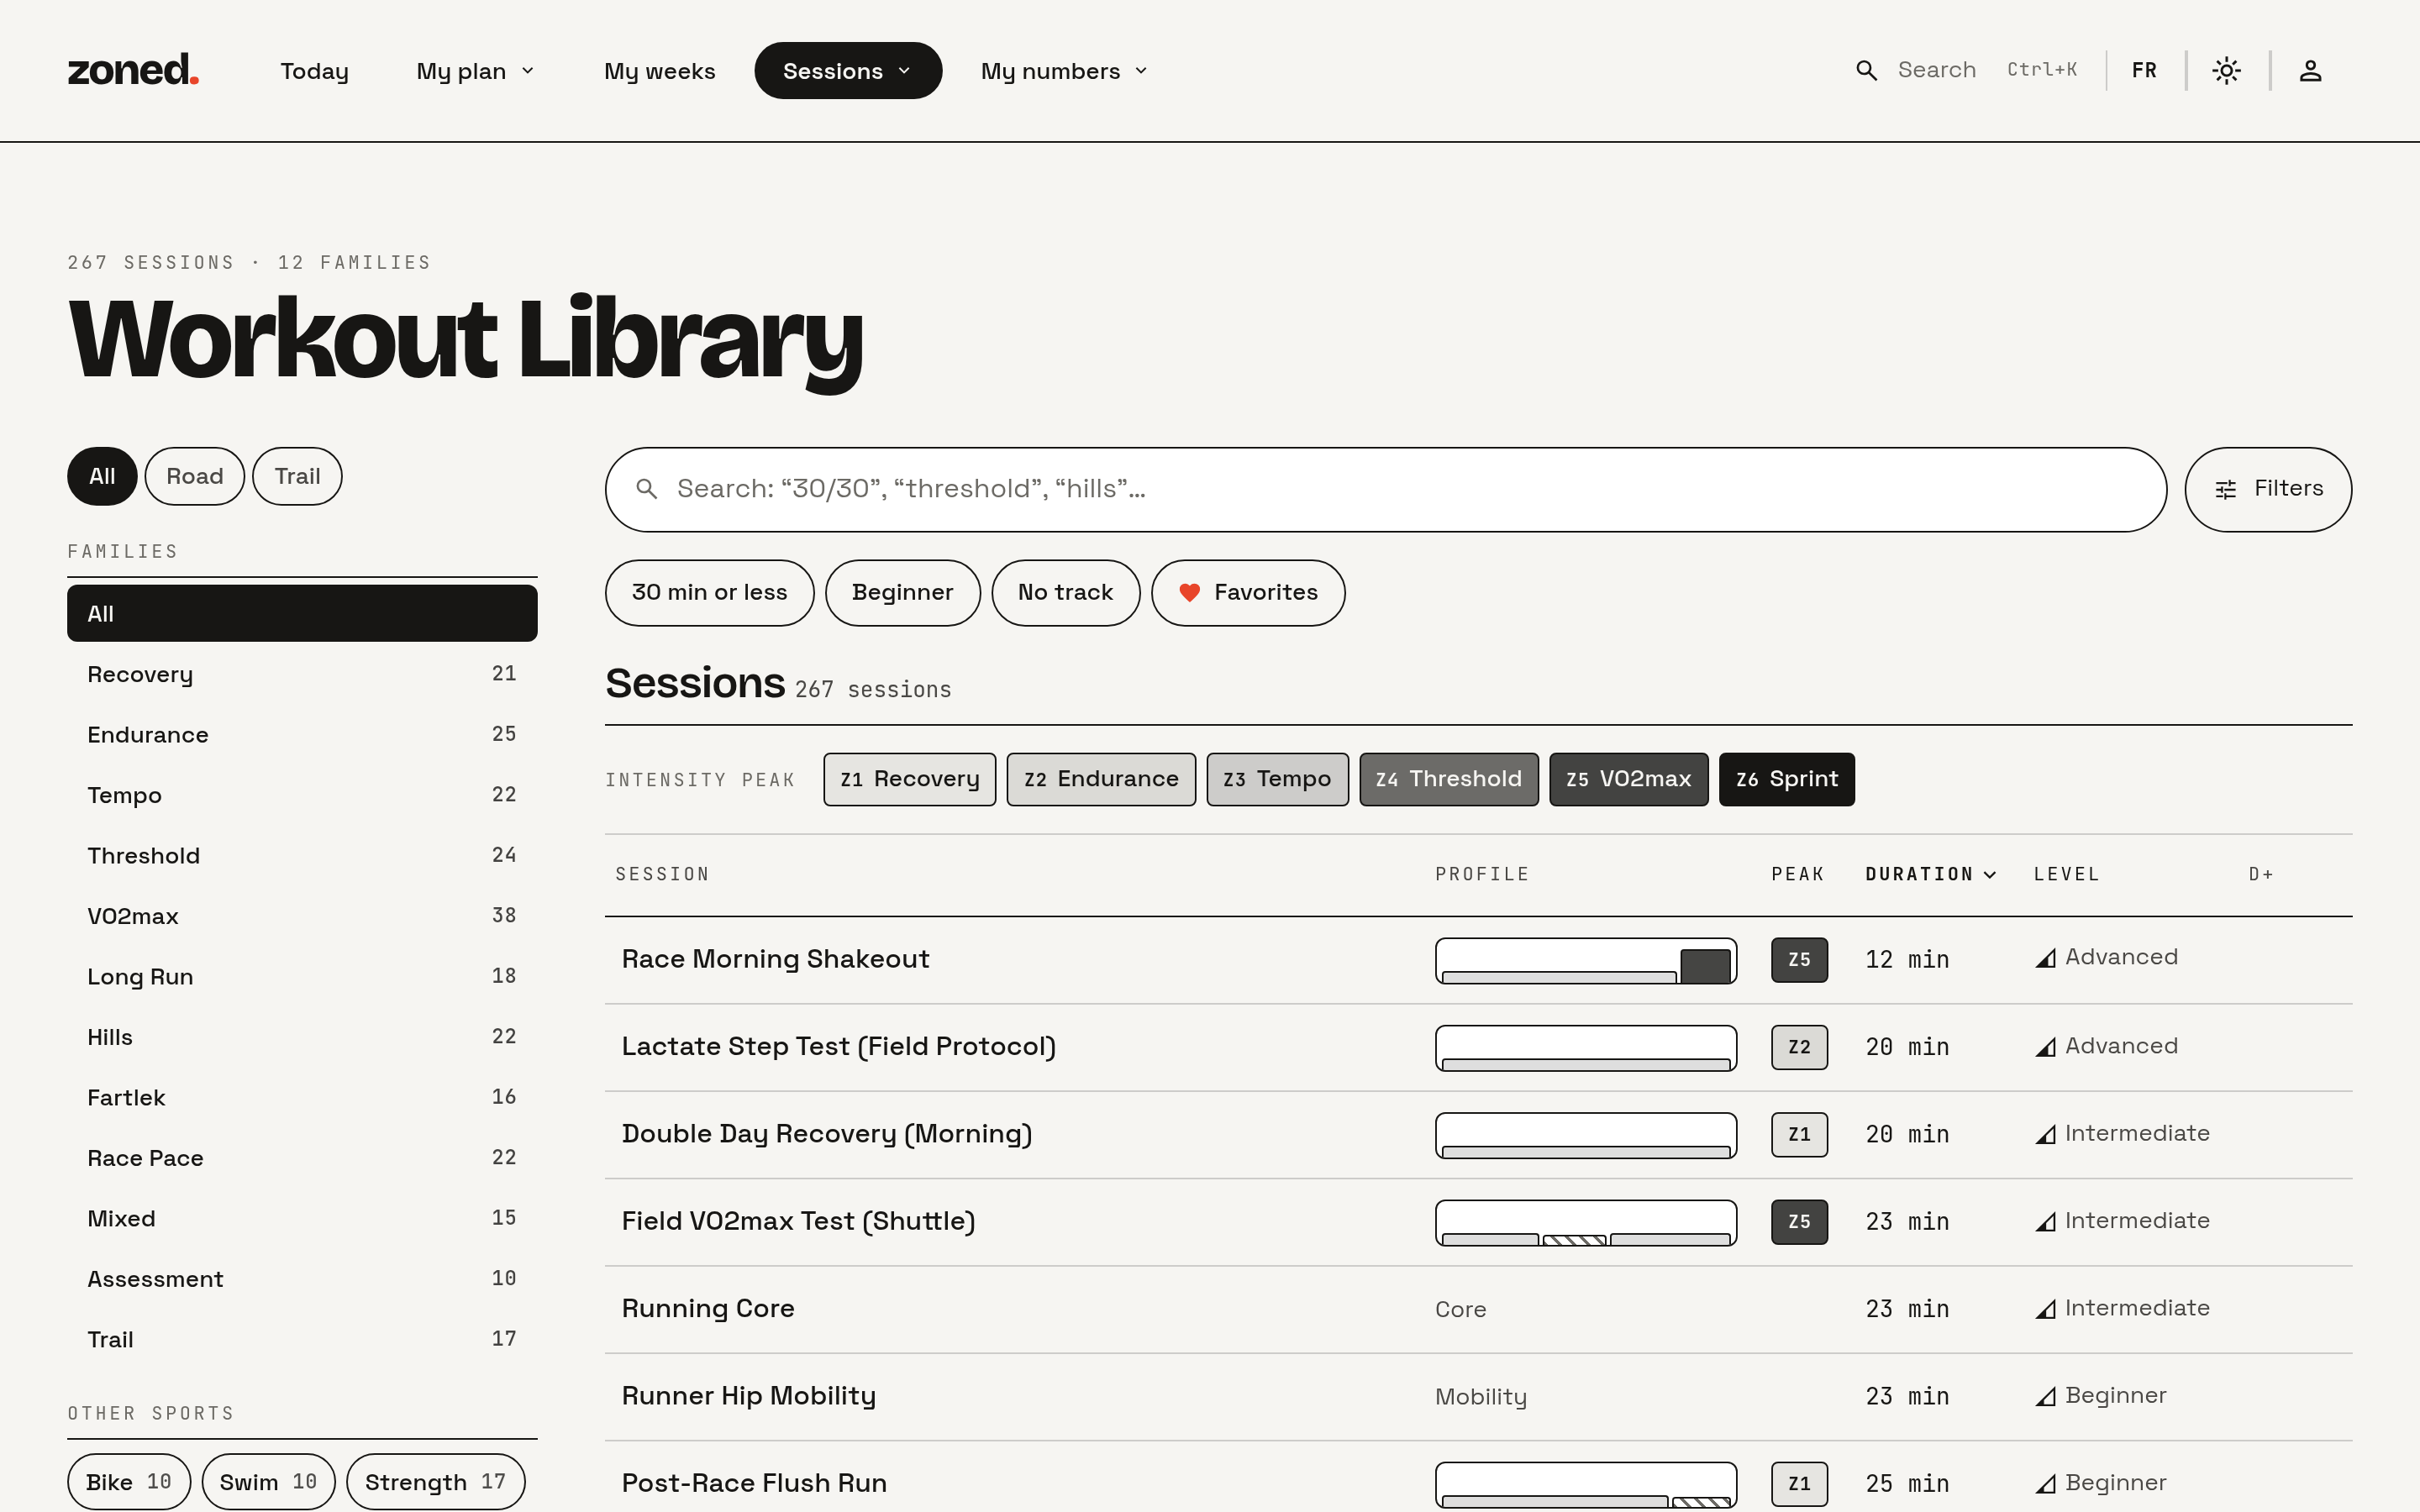 zoned.
Today
My plan
My weeks
Sessions
My numbers
Search Ctrl+K
FR
267 SESSIONS · 12 FAMILIES
Workout Library
All
Road
Trail
FAMILIES
All
Recovery 21
Endurance 25
Tempo 22
Threshold 24
VO2max 38
Long Run 18
Hills 22
Fartlek 16
Race Pace 22
Mixed 15
Assessment 10
Trail 17
OTHER SPORTS
Bike 10
Swim 10
Strength 17
Search: “30/30”, “threshold”, “hills”…
Filters
30 min or less
Beginner
No track
Favorites
Sessions 267 sessions
INTENSITY PEAK
Z1 Recovery
Z2 Endurance
Z3 Tempo
Z4 Threshold
Z5 VO2max
Z6 Sprint
SESSION PROFILE PEAK DURATION LEVEL D+
Race Morning Shakeout Z5 12 min Advanced
Lactate Step Test (Field Protocol) Z2 20 min Advanced
Double Day Recovery (Morning) Z1 20 min Intermediate
Field VO2max Test (Shuttle) Z5 23 min Intermediate
Running Core Core 23 min Intermediate
Runner Hip Mobility Mobility 23 min Beginner
Post-Race Flush Run Z1 25 min Beginner